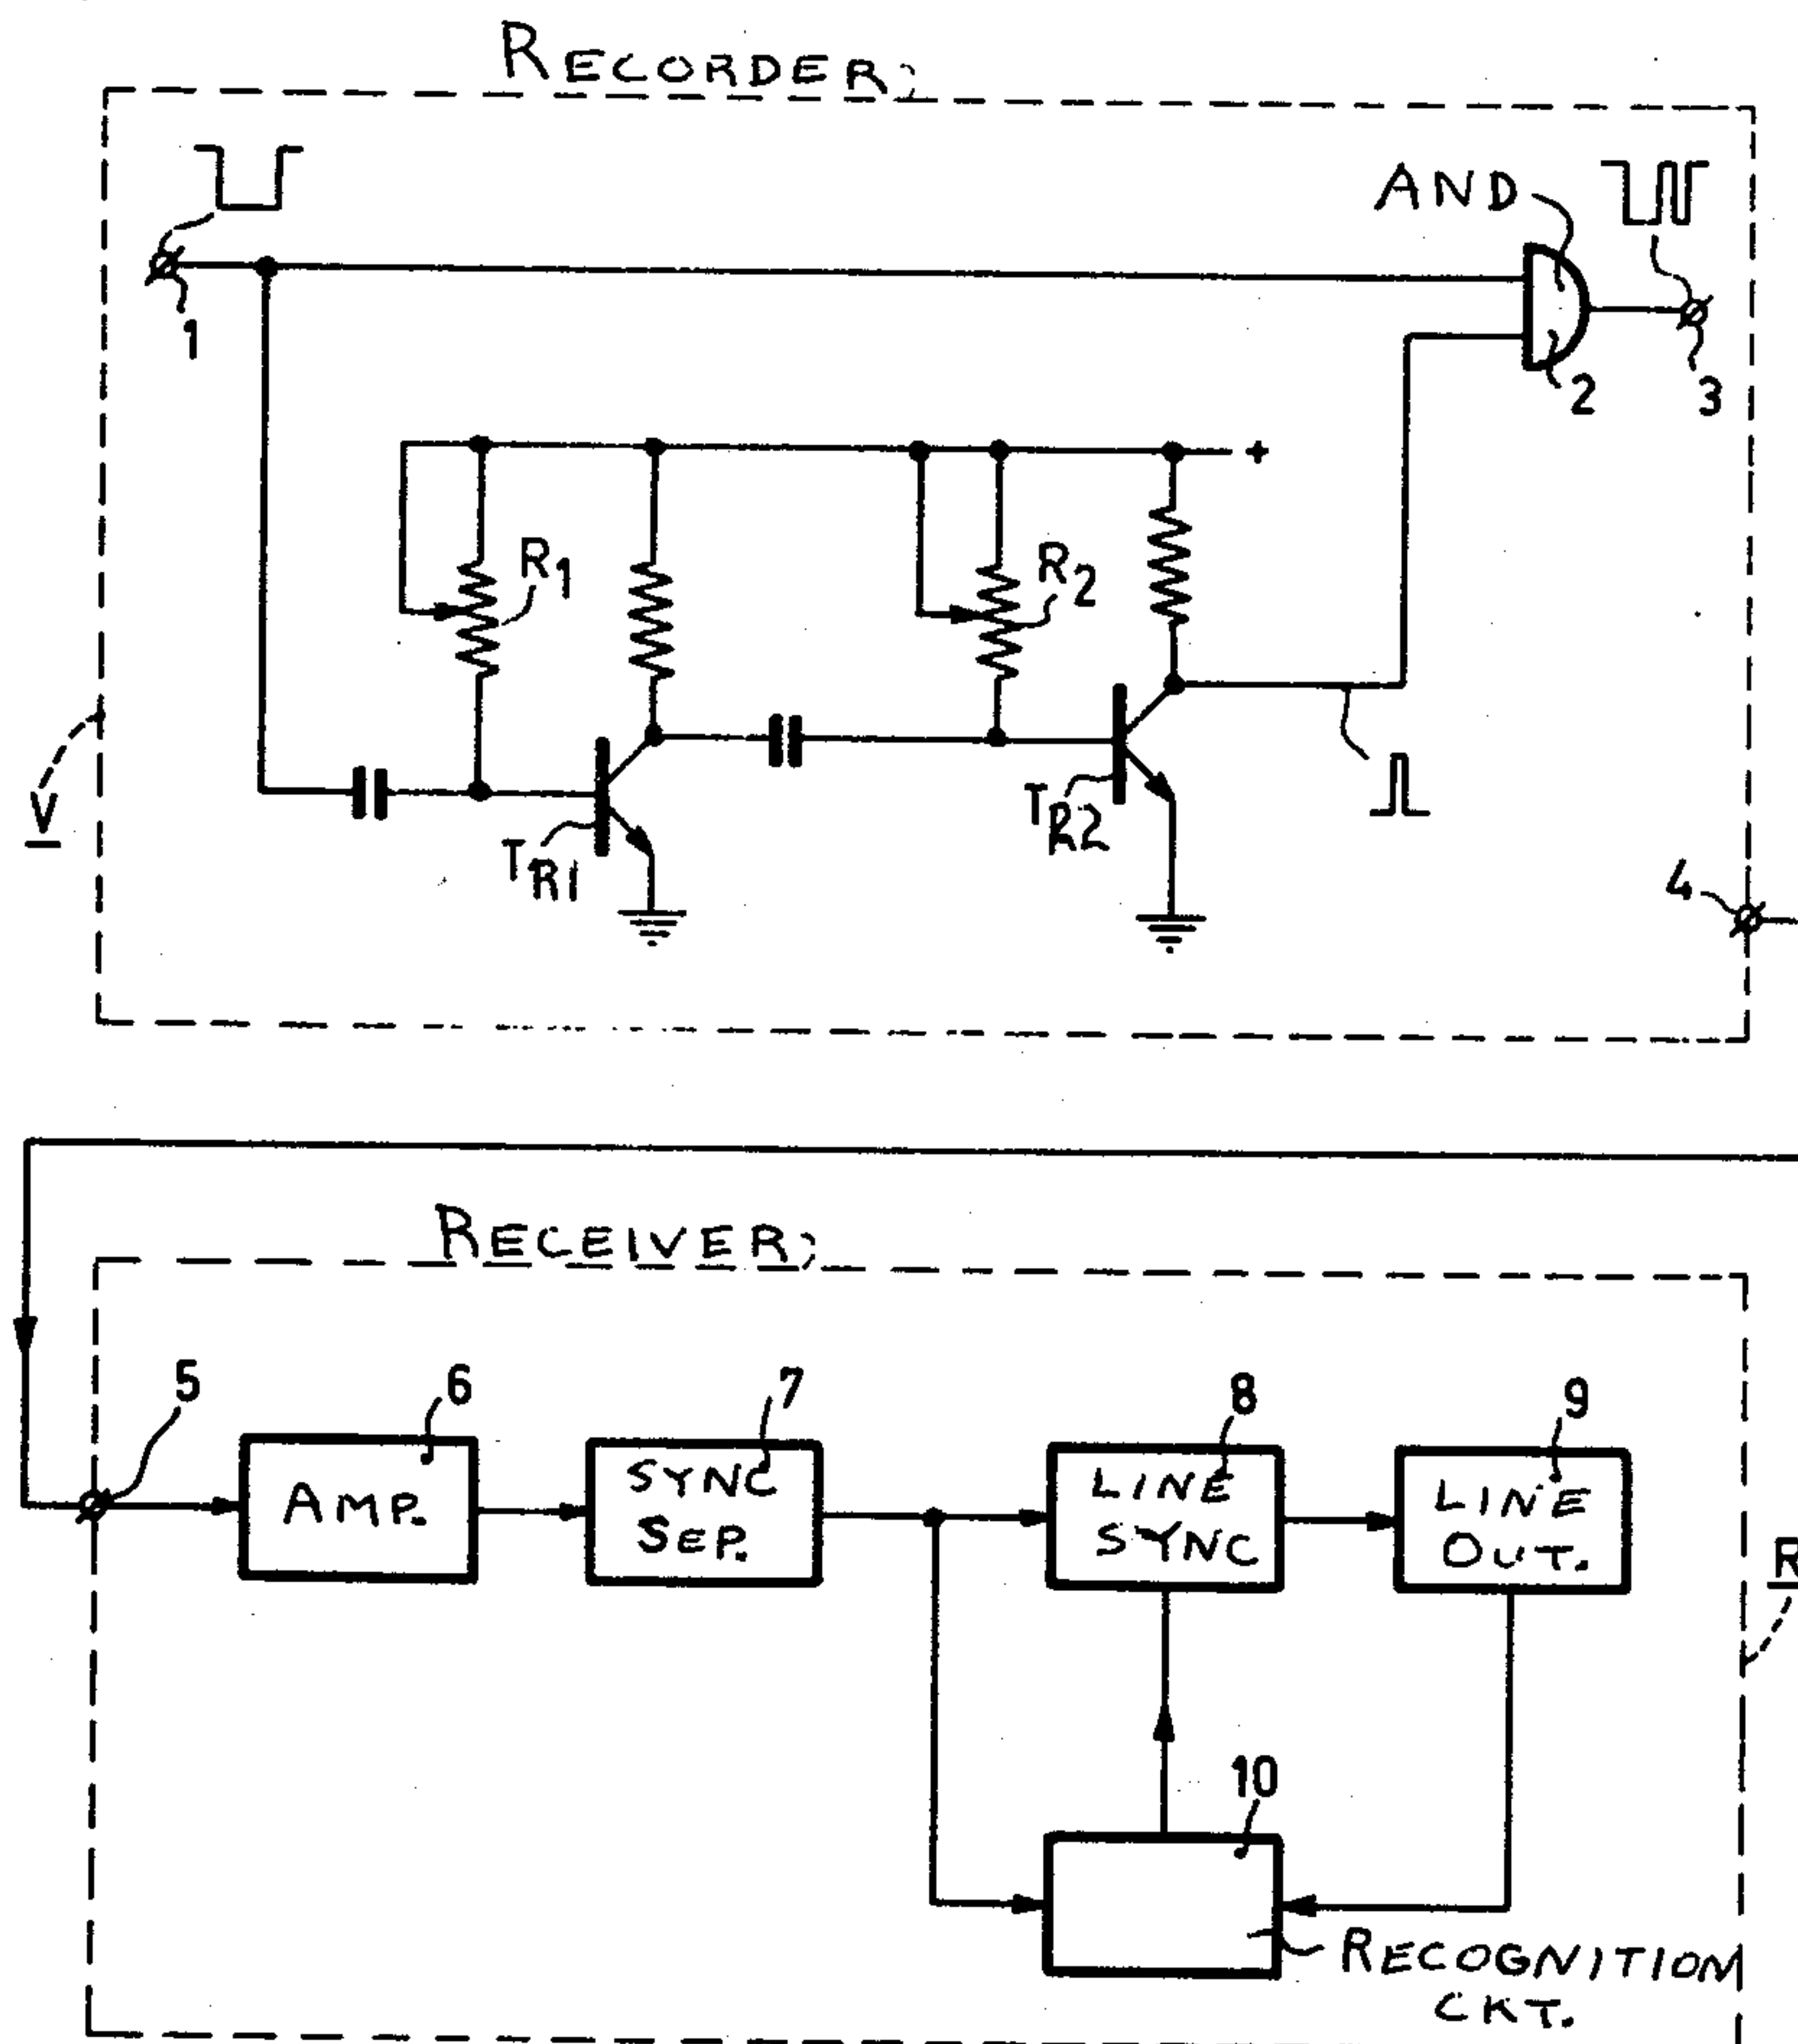 RECORDER
AND
1
2
3
+
R1
R2
V
TR1
TR2
4
RECEIVER
5
6
7
8
9
AMP.
SYNC
SEP.
LINE
SYNC
LINE
OUT.
R
10
RECOGNITION
CKT.